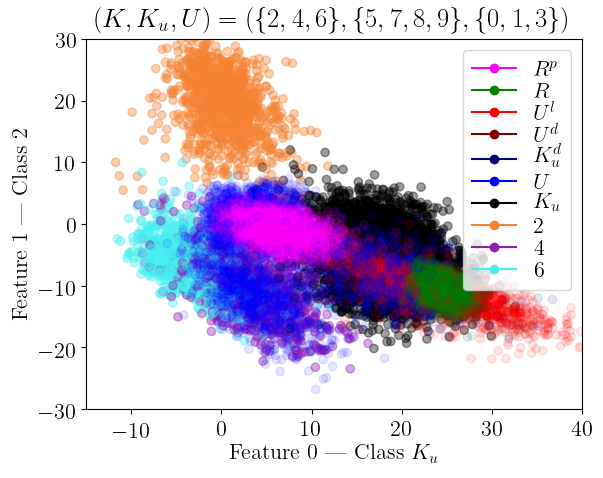 (K, K_u, U) = ({2, 4, 6}, {5, 7, 8, 9}, {0, 1, 3})
30
20
10
0
−10
−20
−30
Feature 1 — Class 2
R^p
R
U^l
U^d
K_u^d
U
K_u
2
4
6
−10 0 10 20 30 40
Feature 0 — Class K_u